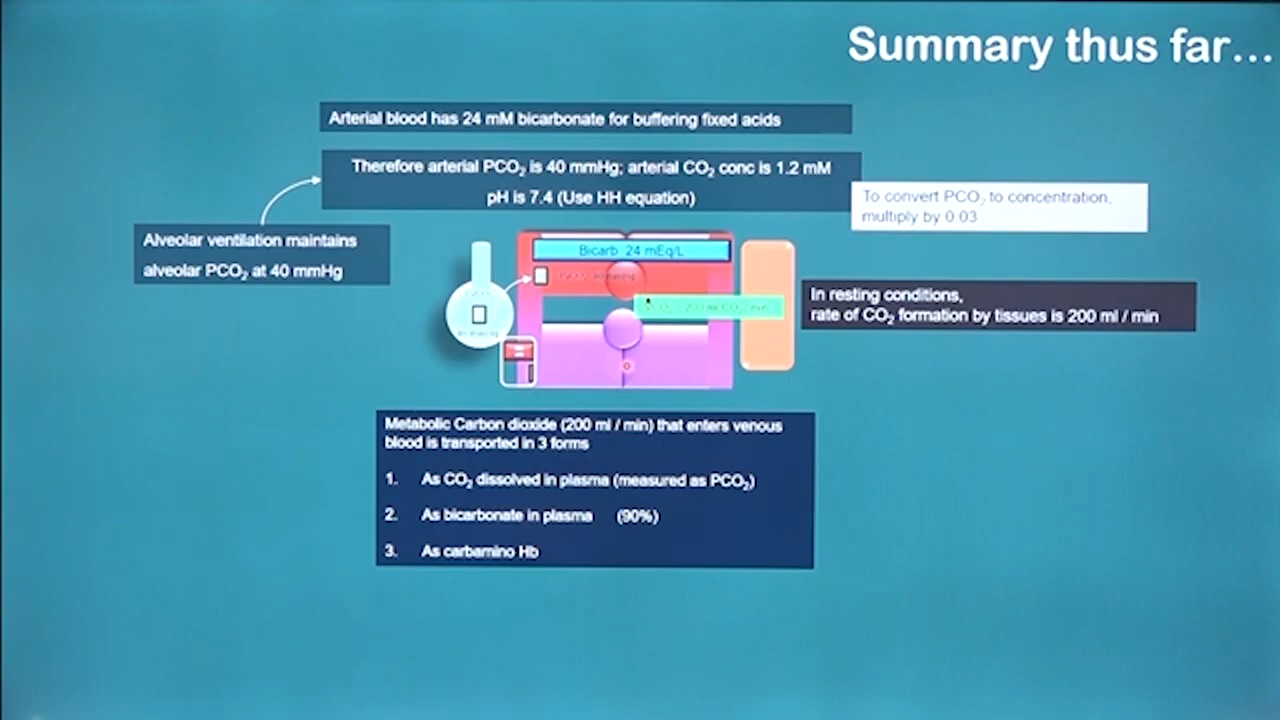 Summary thus far...
Arterial blood has 24 mM bicarbonate for buffering fixed acids
Therefore arterial PCO₂ is 40 mmHg; arterial CO₂ conc is 1.2 mM
pH is 7.4 (Use HH equation)
To convert PCO₂ to concentration,
multiply by 0.03
Alveolar ventilation maintains
alveolar PCO₂ at 40 mmHg
Bicarb 24 mEq/L
In resting conditions,
rate of CO₂ formation by tissues is 200 ml / min
Metabolic Carbon dioxide (200 ml / min) that enters venous
blood is transported in 3 forms
1. As CO₂ dissolved in plasma (measured as PCO₂)
2. As bicarbonate in plasma (90%)
3. As carbamino Hb